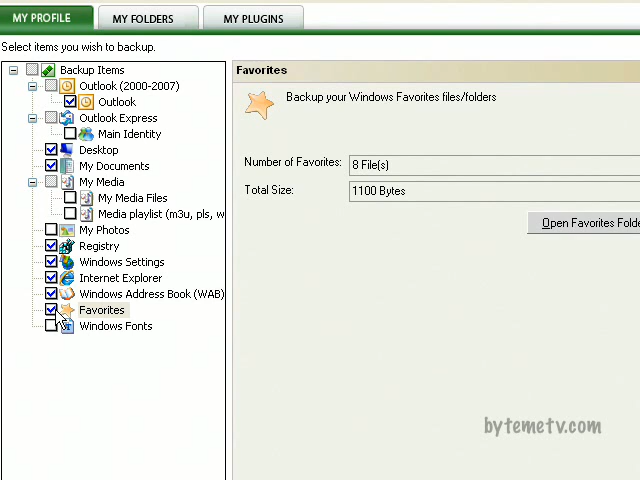 MY PROFILE
MY FOLDERS
MY PLUGINS
Select items you wish to backup.
Backup Items
Outlook (2000-2007)
Outlook
Outlook Express
Main Identity
Desktop
My Documents
My Media
My Media Files
Media playlist (m3u, pls, w
My Photos
Registry
Windows Settings
Internet Explorer
Windows Address Book (WAB)
Favorites
Windows Fonts
Favorites
Backup your Windows Favorites files/folders
Number of Favorites: 8 File(s)
Total Size: 1100 Bytes
Open Favorites Folde
bytemetv.com